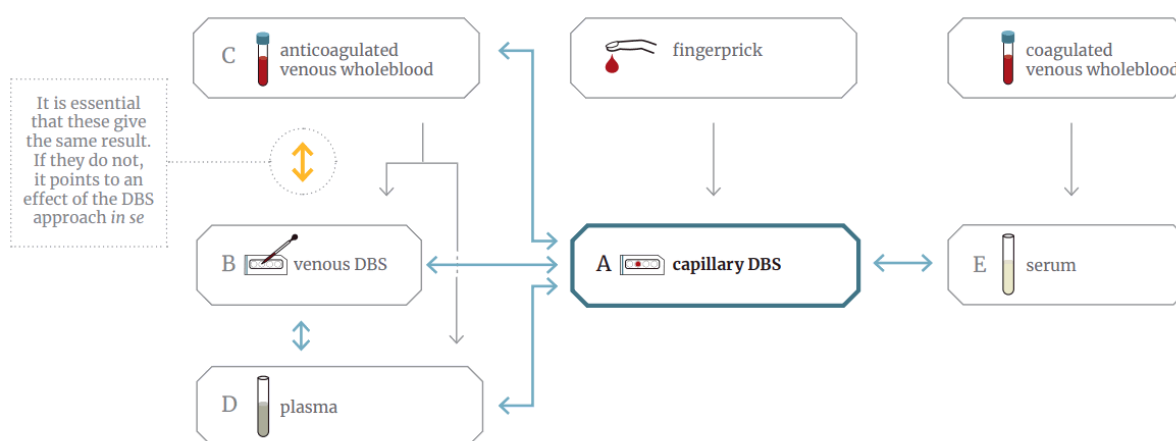 C
anticoagulated
venous wholeblood
fingerprick
coagulated
venous wholeblood
It is essential
that these give
the same result.
If they do not,
it points to an
effect of the DBS
approach in se
B
venous DBS
A
capillary DBS
E
serum
D
plasma